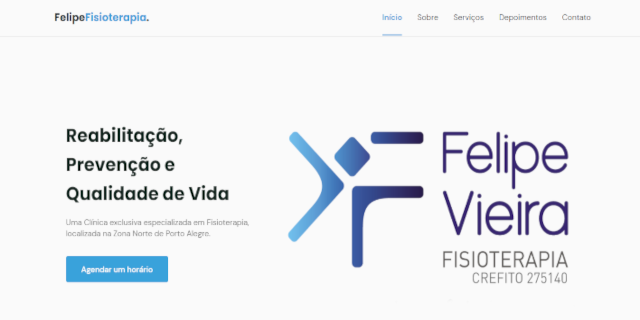 FelipeFisioterapia.
Início Sobre Serviços Depoimentos Contato
Reabilitação,
Prevenção e
Qualidade de Vida
Uma Clínica exclusiva especializada em Fisioterapia,
localizada na Zona Norte de Porto Alegre.
Agendar um horário
Felipe
Vieira
FISIOTERAPIA
CREFITO 275140